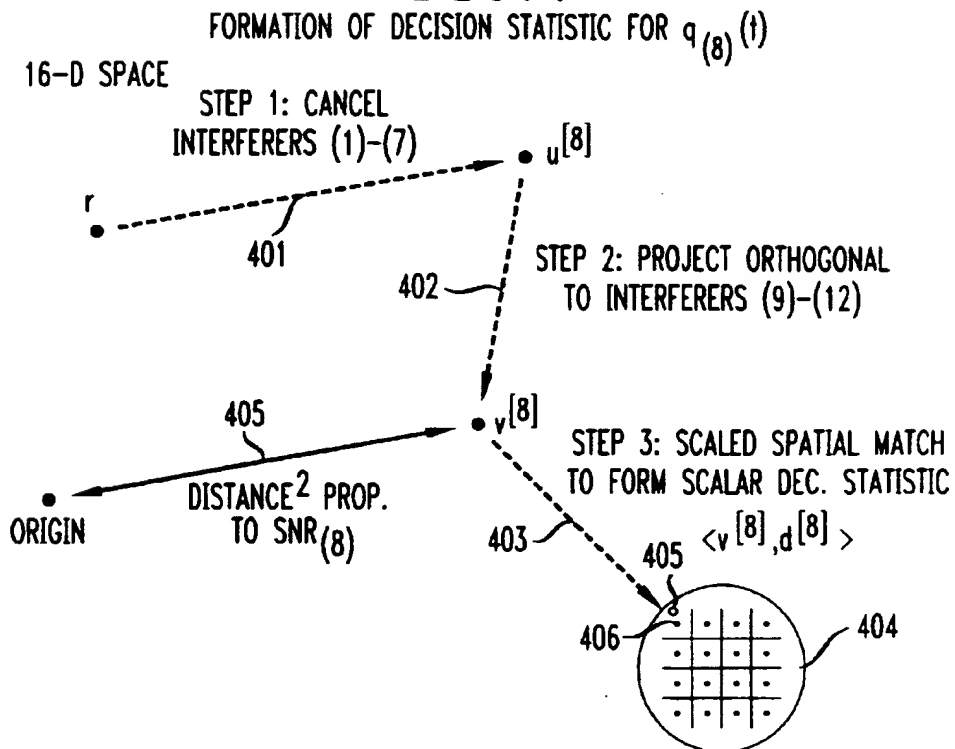 FORMATION OF DECISION STATISTIC FOR q(8)(t)
16-D SPACE
STEP 1: CANCEL
INTERFERERS (1)-(7)
u[8]
r
401
STEP 2: PROJECT ORTHOGONAL
TO INTERFERERS (9)-(12)
402
405
v[8]
STEP 3: SCALED SPATIAL MATCH
TO FORM SCALAR DEC. STATISTIC
<v[8],d[8]>
DISTANCE2 PROP.
TO SNR(8)
ORIGIN
403
405
406
404